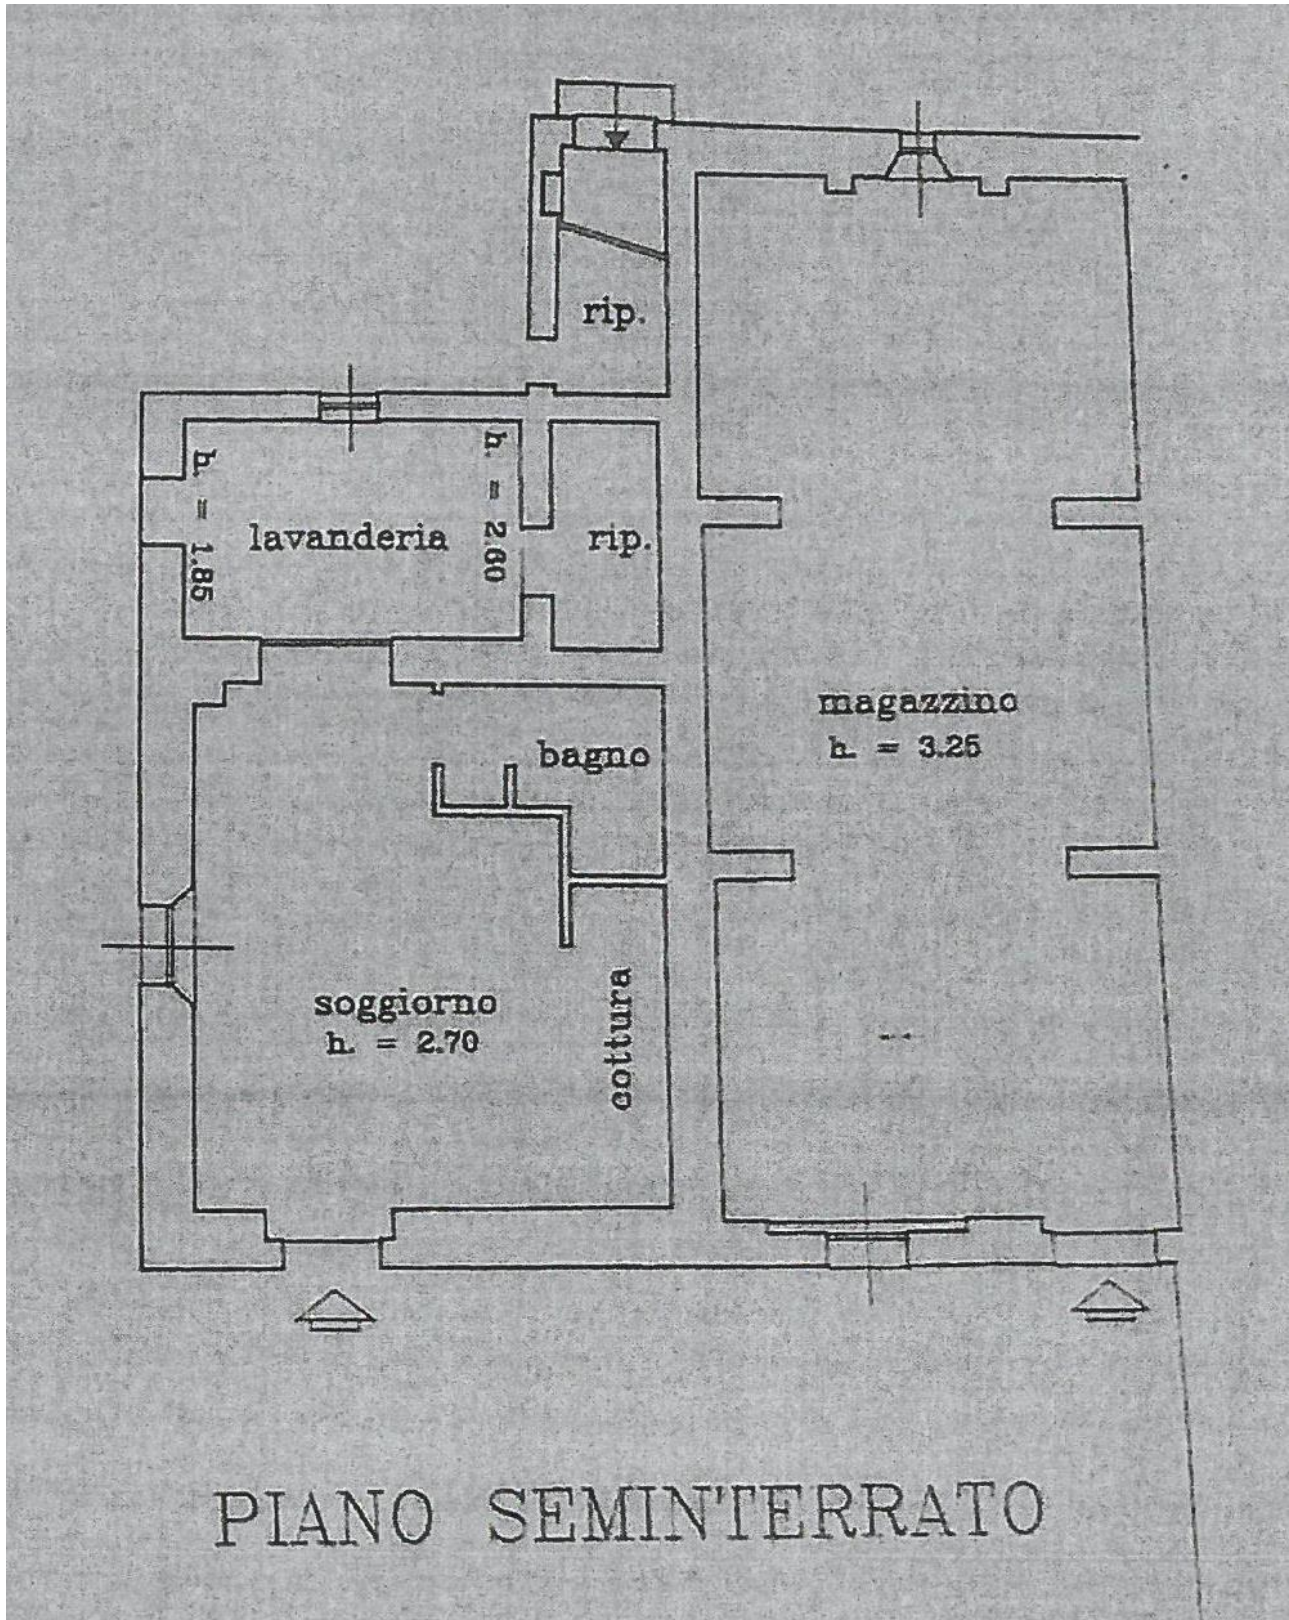 rip.
h. = 1.85
lavanderia
h. = 2.60
rip.
magazzino
h. = 3.25
bagno
soggiorno
h. = 2.70
cottura
PIANO SEMINTERRATO